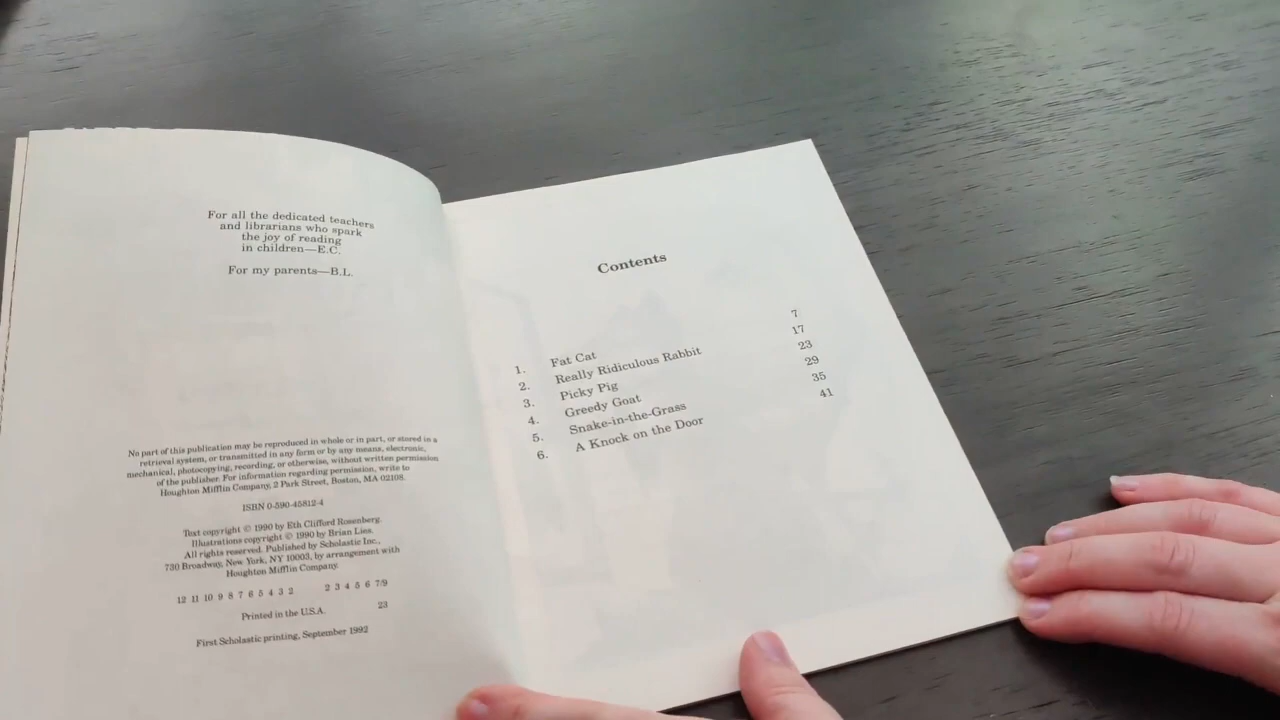 For all the dedicated teachers
and librarians who spark
the joy of reading
in children—E.C.
For my parents—B.L.
No part of this publication may be reproduced in whole or in part, or stored in a
retrieval system, or transmitted in any form or by any means, electronic,
mechanical, photocopying, recording, or otherwise, without written permission
of the publisher. For information regarding permission, write to
Houghton Mifflin Company, 2 Park Street, Boston, MA 02108.
ISBN 0-590-45812-4
Text copyright © 1990 by Eth Clifford Rosenberg.
Illustrations copyright © 1990 by Brian Lies.
All rights reserved. Published by Scholastic Inc.,
730 Broadway, New York, NY 10003, by arrangement with
Houghton Mifflin Company.
12 11 10 9 8 7 6 5 4 3 2 2 3 4 5 6 7/9
Printed in the U.S.A. 23
First Scholastic printing, September 1992
Contents
1. Fat Cat 7
2. Really Ridiculous Rabbit 17
3. Picky Pig 23
4. Greedy Goat 29
5. Snake-in-the-Grass 35
6. A Knock on the Door 41